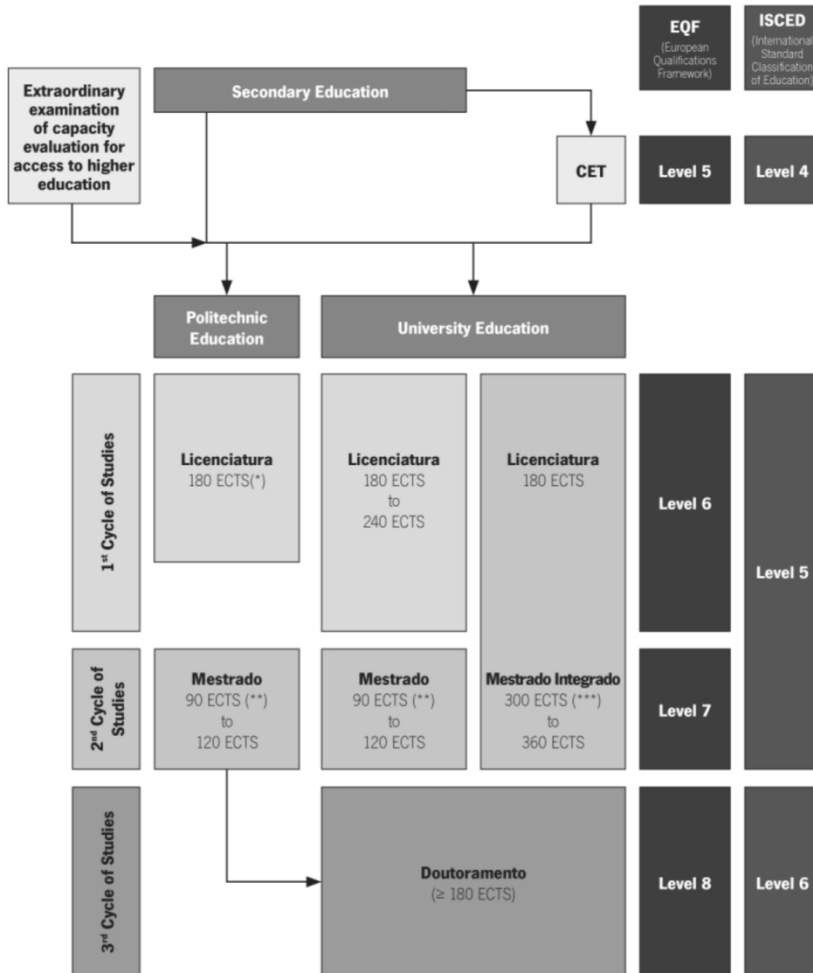 EQF
(European
Qualifications
Framework)
ISCED
(International
Standard
Classification
of Education)
Extraordinary
examination
of capacity
evaluation for
access to higher
education
Secondary Education
CET
Level 5
Level 4
Politechnic
Education
University Education
1st Cycle of Studies
Licenciatura
180 ECTS(*)
Licenciatura
180 ECTS
to
240 ECTS
Licenciatura
180 ECTS
Level 6
Level 5
2nd Cycle of
Studies
Mestrado
90 ECTS (**)
to
120 ECTS
Mestrado
90 ECTS (**)
to
120 ECTS
Mestrado Integrado
300 ECTS (***)
to
360 ECTS
Level 7
3rd Cycle of Studies
Doutoramento
(≥ 180 ECTS)
Level 8
Level 6